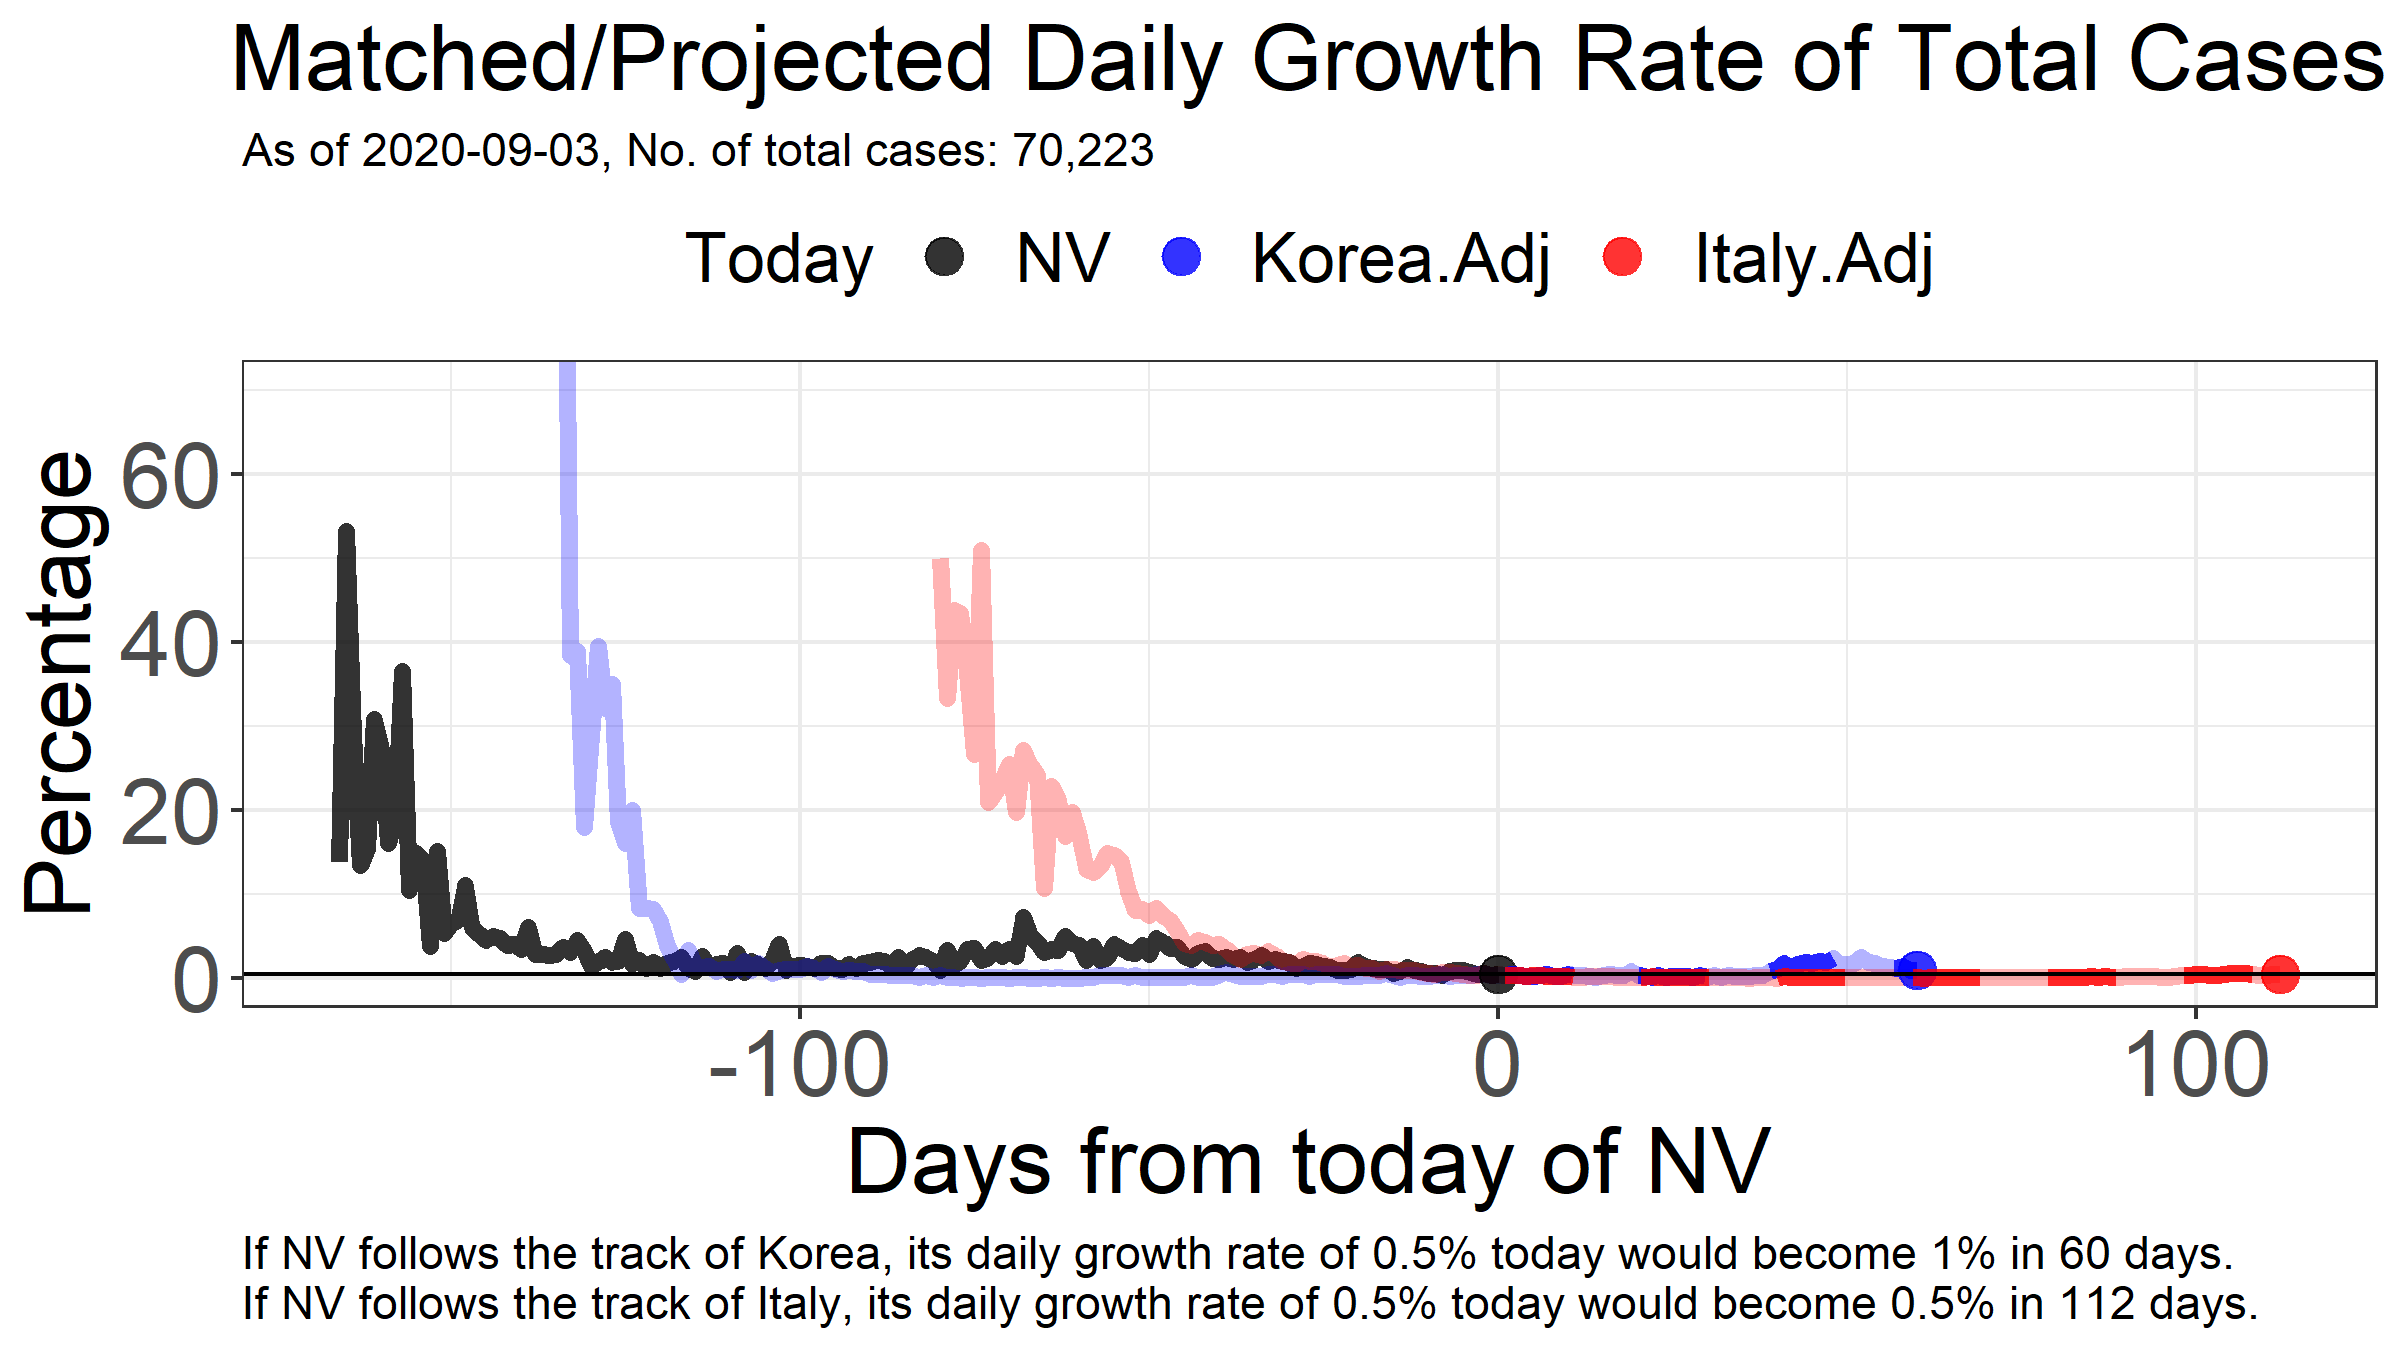 Matched/Projected Daily Growth Rate of Total Cases
As of 2020-09-03, No. of total cases: 70,223
Today NV Korea.Adj Italy.Adj
Percentage
60
40
20
0
-100 0 100
Days from today of NV
If NV follows the track of Korea, its daily growth rate of 0.5% today would become 1% in 60 days.
If NV follows the track of Italy, its daily growth rate of 0.5% today would become 0.5% in 112 days.